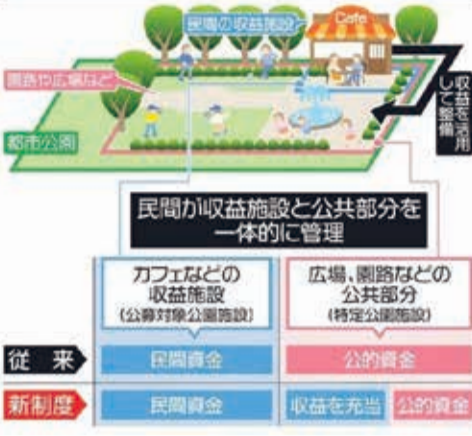 民間の収益施設
Cafe
園路や広場など
収益を活用
して整備
都市公園
民間が収益施設と公共部分を
一体的に管理
カフェなどの
収益施設
(公募対象公園施設)
広場、園路などの
公共部分
(特定公園施設)
従来
民間資金
公的資金
新制度
民間資金
収益を充当
公的資金